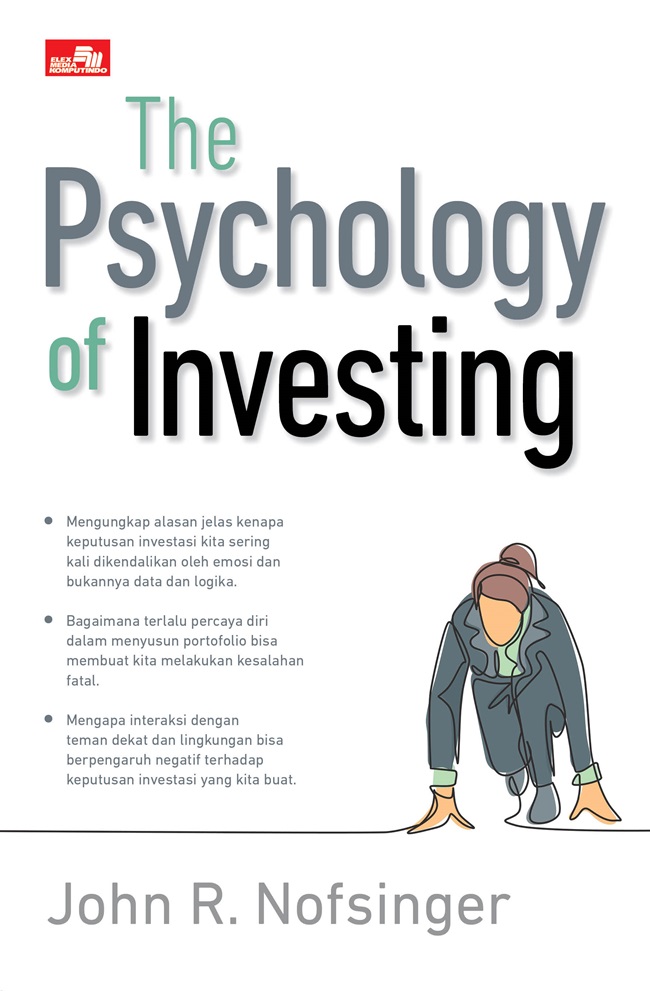 ELEX
MEDIA
KOMPUTINDO
The
Psychology
of Investing
• Mengungkap alasan jelas kenapa
keputusan investasi kita sering
kali dikendalikan oleh emosi dan
bukannya data dan logika.
• Bagaimana terlalu percaya diri
dalam menyusun portofolio bisa
membuat kita melakukan kesalahan
fatal.
• Mengapa interaksi dengan
teman dekat dan lingkungan bisa
berpengaruh negatif terhadap
keputusan investasi yang kita buat.
John R. Nofsinger